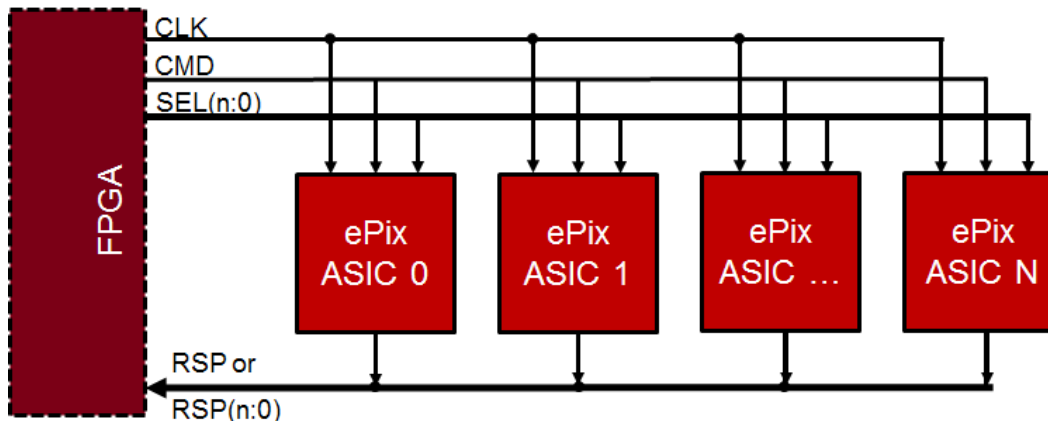 CLK
CMD
SEL(n:0)
FPGA
ePix
ASIC 0
ePix
ASIC 1
ePix
ASIC ...
ePix
ASIC N
RSP or
RSP(n:0)